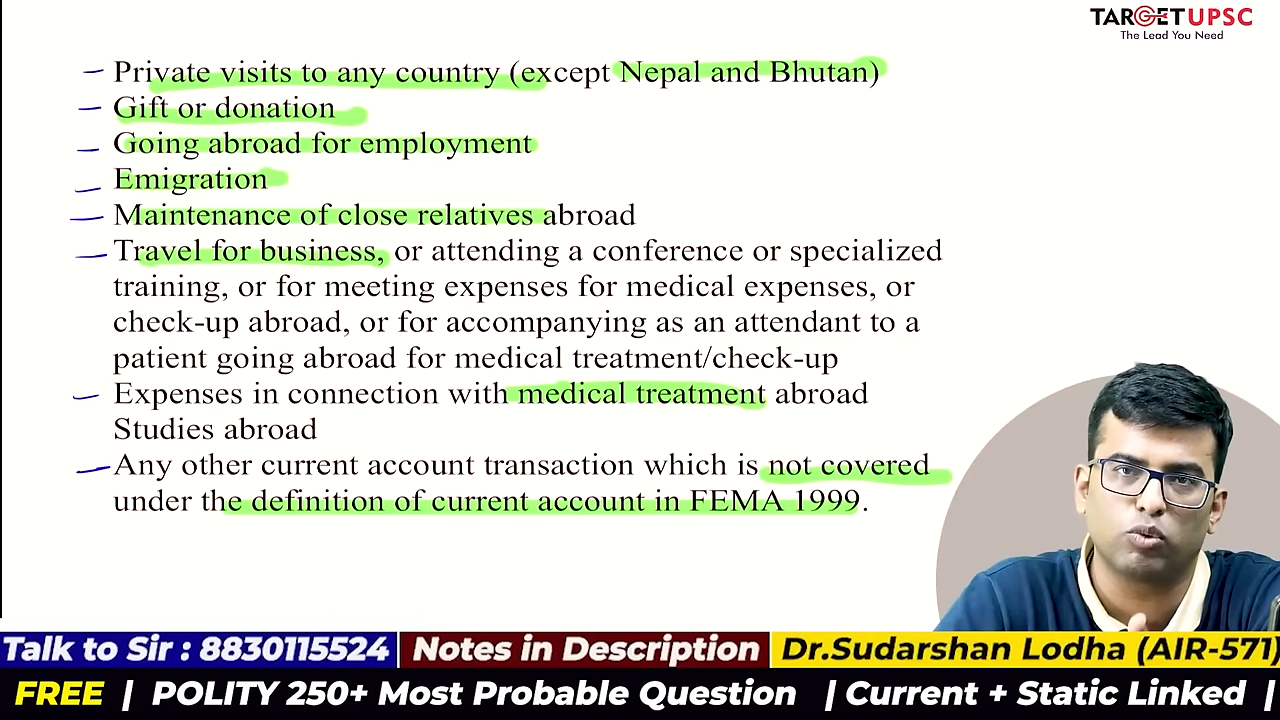 TARGETUPSC
The Lead You Need
Private visits to any country (except Nepal and Bhutan)
Gift or donation
Going abroad for employment
Emigration
Maintenance of close relatives abroad
Travel for business, or attending a conference or specialized
training, or for meeting expenses for medical expenses, or
check-up abroad, or for accompanying as an attendant to a
patient going abroad for medical treatment/check-up
Expenses in connection with medical treatment abroad
Studies abroad
Any other current account transaction which is not covered
under the definition of current account in FEMA 1999.
Talk to Sir : 8830115524 Notes in Description Dr.Sudarshan Lodha (AIR-571)
FREE | POLITY 250+ Most Probable Question | Current + Static Linked |